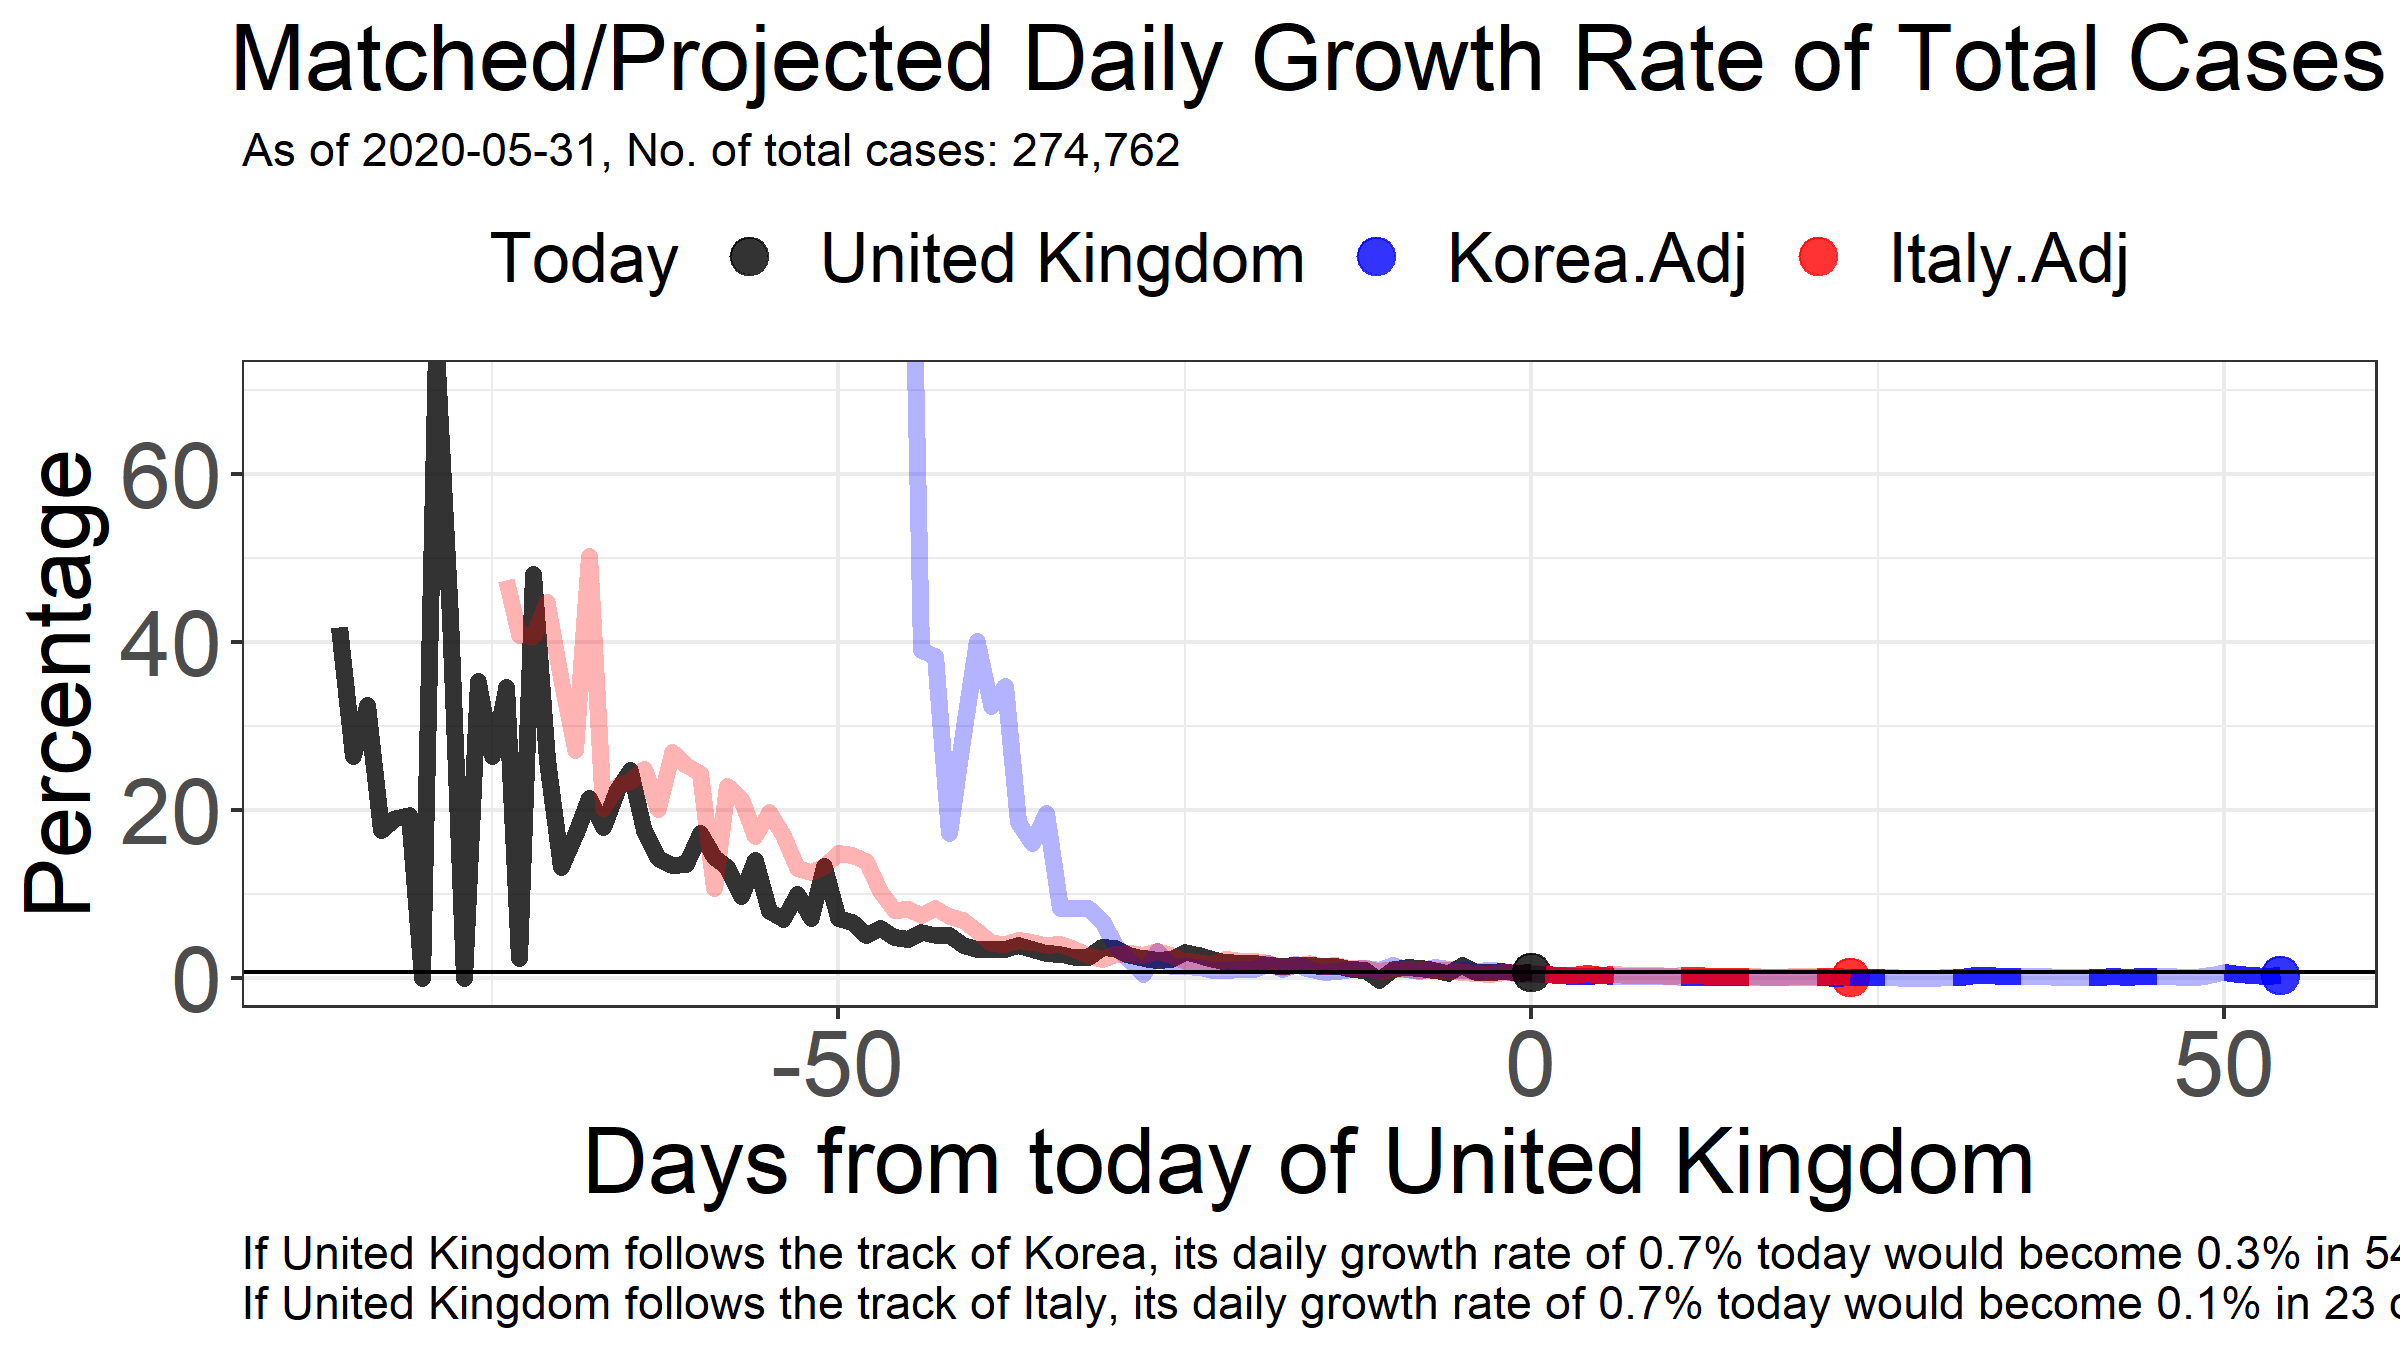 Matched/Projected Daily Growth Rate of Total Cases
As of 2020-05-31, No. of total cases: 274,762
Today United Kingdom Korea.Adj Italy.Adj
Percentage
60
40
20
0
-50 0 50
Days from today of United Kingdom
If United Kingdom follows the track of Korea, its daily growth rate of 0.7% today would become 0.3% in 54
If United Kingdom follows the track of Italy, its daily growth rate of 0.7% today would become 0.1% in 23